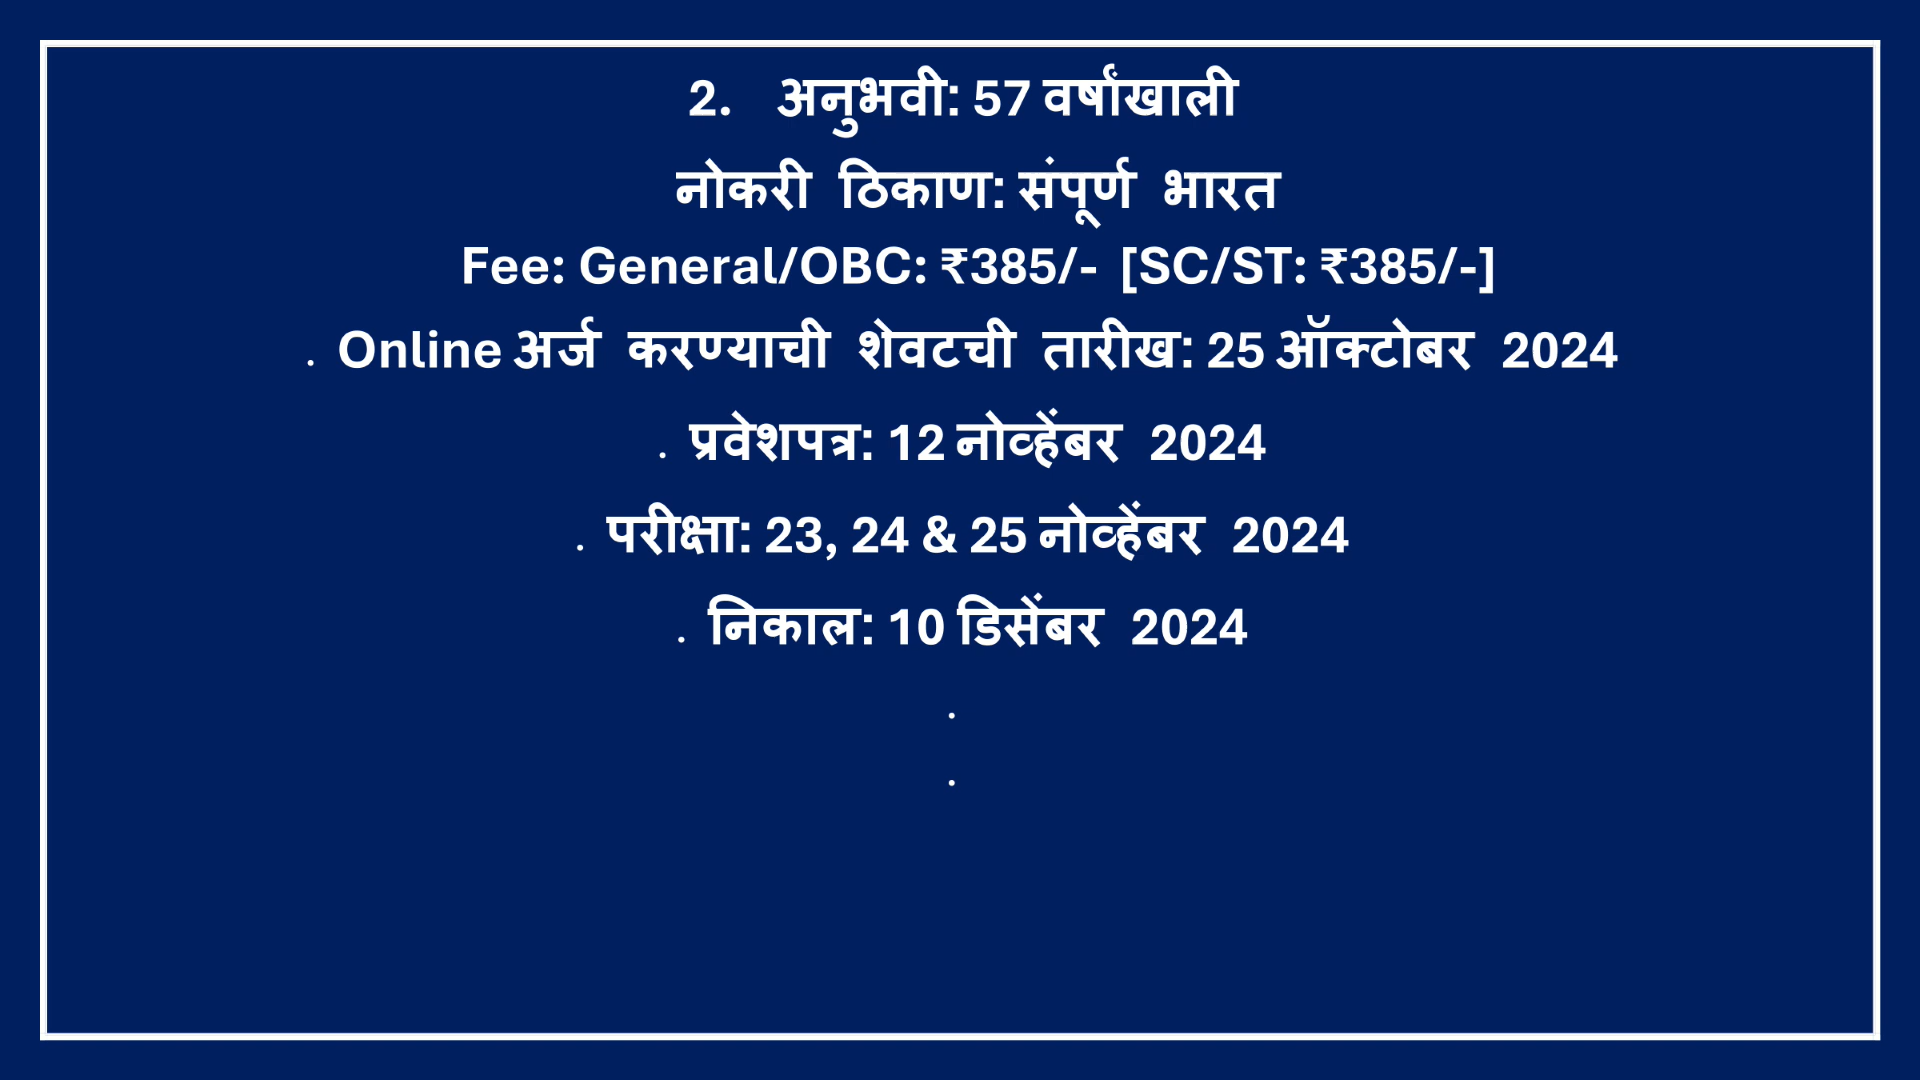 2. अनुभवी: 57 वर्षांखाली
नोकरी ठिकाण: संपूर्ण भारत
Fee: General/OBC: ₹385/- [SC/ST: ₹385/-]
. Online अर्ज करण्याची शेवटची तारीख: 25 ऑक्टोबर 2024
. प्रवेशपत्र: 12 नोव्हेंबर 2024
. परीक्षा: 23, 24 & 25 नोव्हेंबर 2024
. निकाल: 10 डिसेंबर 2024
.
.